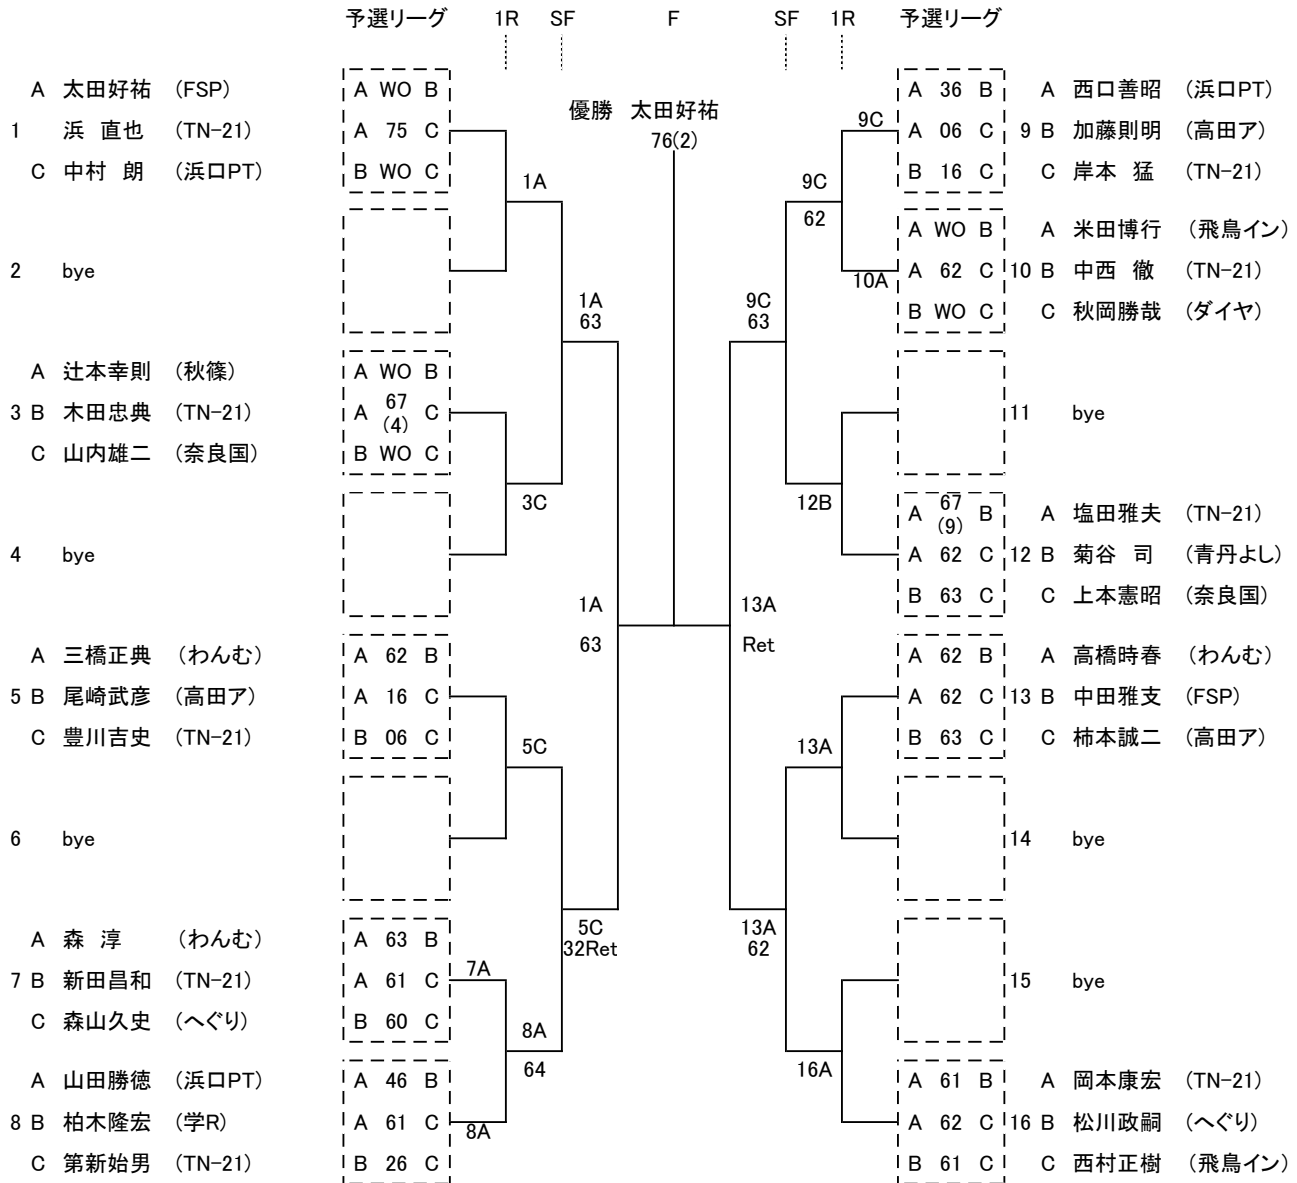 予選リーグ 1R SF F SF 1R 予選リーグ
A 太田好祐 (FSP) A WO B
1 浜 直也 (TN-21) A 75 C
C 中村 朗 (浜口PT) B WO C
1A
2 bye
1A
63
A 辻本幸則 (秋篠) A WO B
3 B 木田忠典 (TN-21) A 67(4) C
C 山内雄二 (奈良国) B WO C
3C
4 bye
1A
63
A 三橋正典 (わんむ) A 62 B
5 B 尾崎武彦 (高田ア) A 16 C
C 豊川吉史 (TN-21) B 06 C
5C
6 bye
5C
32Ret
A 森 淳 (わんむ) A 63 B
7 B 新田昌和 (TN-21) A 61 C 7A
C 森山久史 (へぐり) B 60 C
8A
64
A 山田勝徳 (浜口PT) A 46 B
8 B 柏木隆宏 (学R) A 61 C 8A
C 第新始男 (TN-21) B 26 C
優勝 太田好祐
76(2)
A 36 B A 西口善昭 (浜口PT)
9C A 06 C 9 B 加藤則明 (高田ア)
B 16 C C 岸本 猛 (TN-21)
9C
62
A WO B A 米田博行 (飛鳥イン)
10A A 62 C 10 B 中西 徹 (TN-21)
B WO C C 秋岡勝哉 (ダイヤ)
9C
63
11 bye
12B
A 67(9) B A 塩田雅夫 (TN-21)
A 62 C 12 B 菊谷 司 (青丹よし)
B 63 C C 上本憲昭 (奈良国)
13A
Ret
A 62 B A 高橋時春 (わんむ)
A 62 C 13 B 中田雅支 (FSP)
B 63 C C 柿本誠二 (高田ア)
13A
14 bye
13A
62
15 bye
16A
A 61 B A 岡本康宏 (TN-21)
A 62 C 16 B 松川政嗣 (へぐり)
B 61 C C 西村正樹 (飛鳥イン)